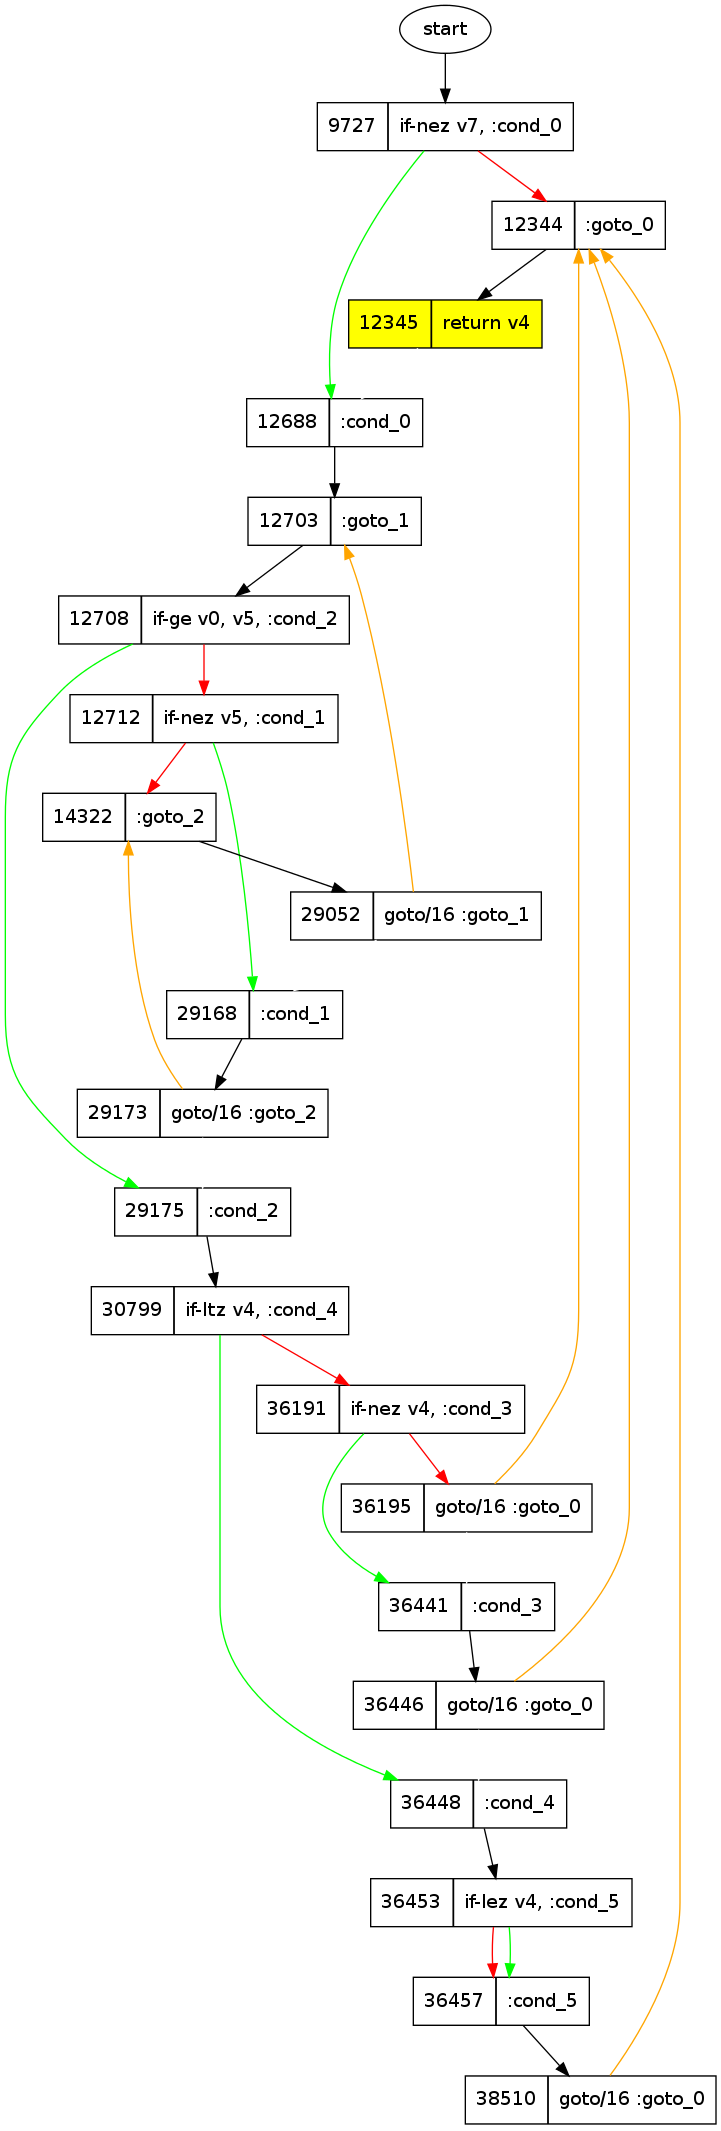 start
9727 if-nez v7, :cond_0
12344 :goto_0
12345 return v4
12688 :cond_0
12703 :goto_1
12708 if-ge v0, v5, :cond_2
12712 if-nez v5, :cond_1
14322 :goto_2
29052 goto/16 :goto_1
29168 :cond_1
29173 goto/16 :goto_2
29175 :cond_2
30799 if-ltz v4, :cond_4
36191 if-nez v4, :cond_3
36195 goto/16 :goto_0
36441 :cond_3
36446 goto/16 :goto_0
36448 :cond_4
36453 if-lez v4, :cond_5
36457 :cond_5
38510 goto/16 :goto_0